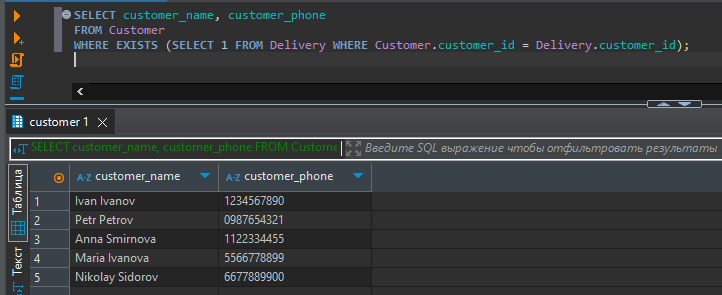 SELECT customer_name, customer_phone
FROM Customer
WHERE EXISTS (SELECT 1 FROM Delivery WHERE Customer.customer_id = Delivery.customer_id);
customer 1
SELECT customer_name, customer_phone FROM Custome
Введите SQL выражение чтобы отфильтровать результаты
Таблица
Текст
A-Z customer_name A-Z customer_phone
1 Ivan Ivanov 1234567890
2 Petr Petrov 0987654321
3 Anna Smirnova 1122334455
4 Maria Ivanova 5566778899
5 Nikolay Sidorov 6677889900